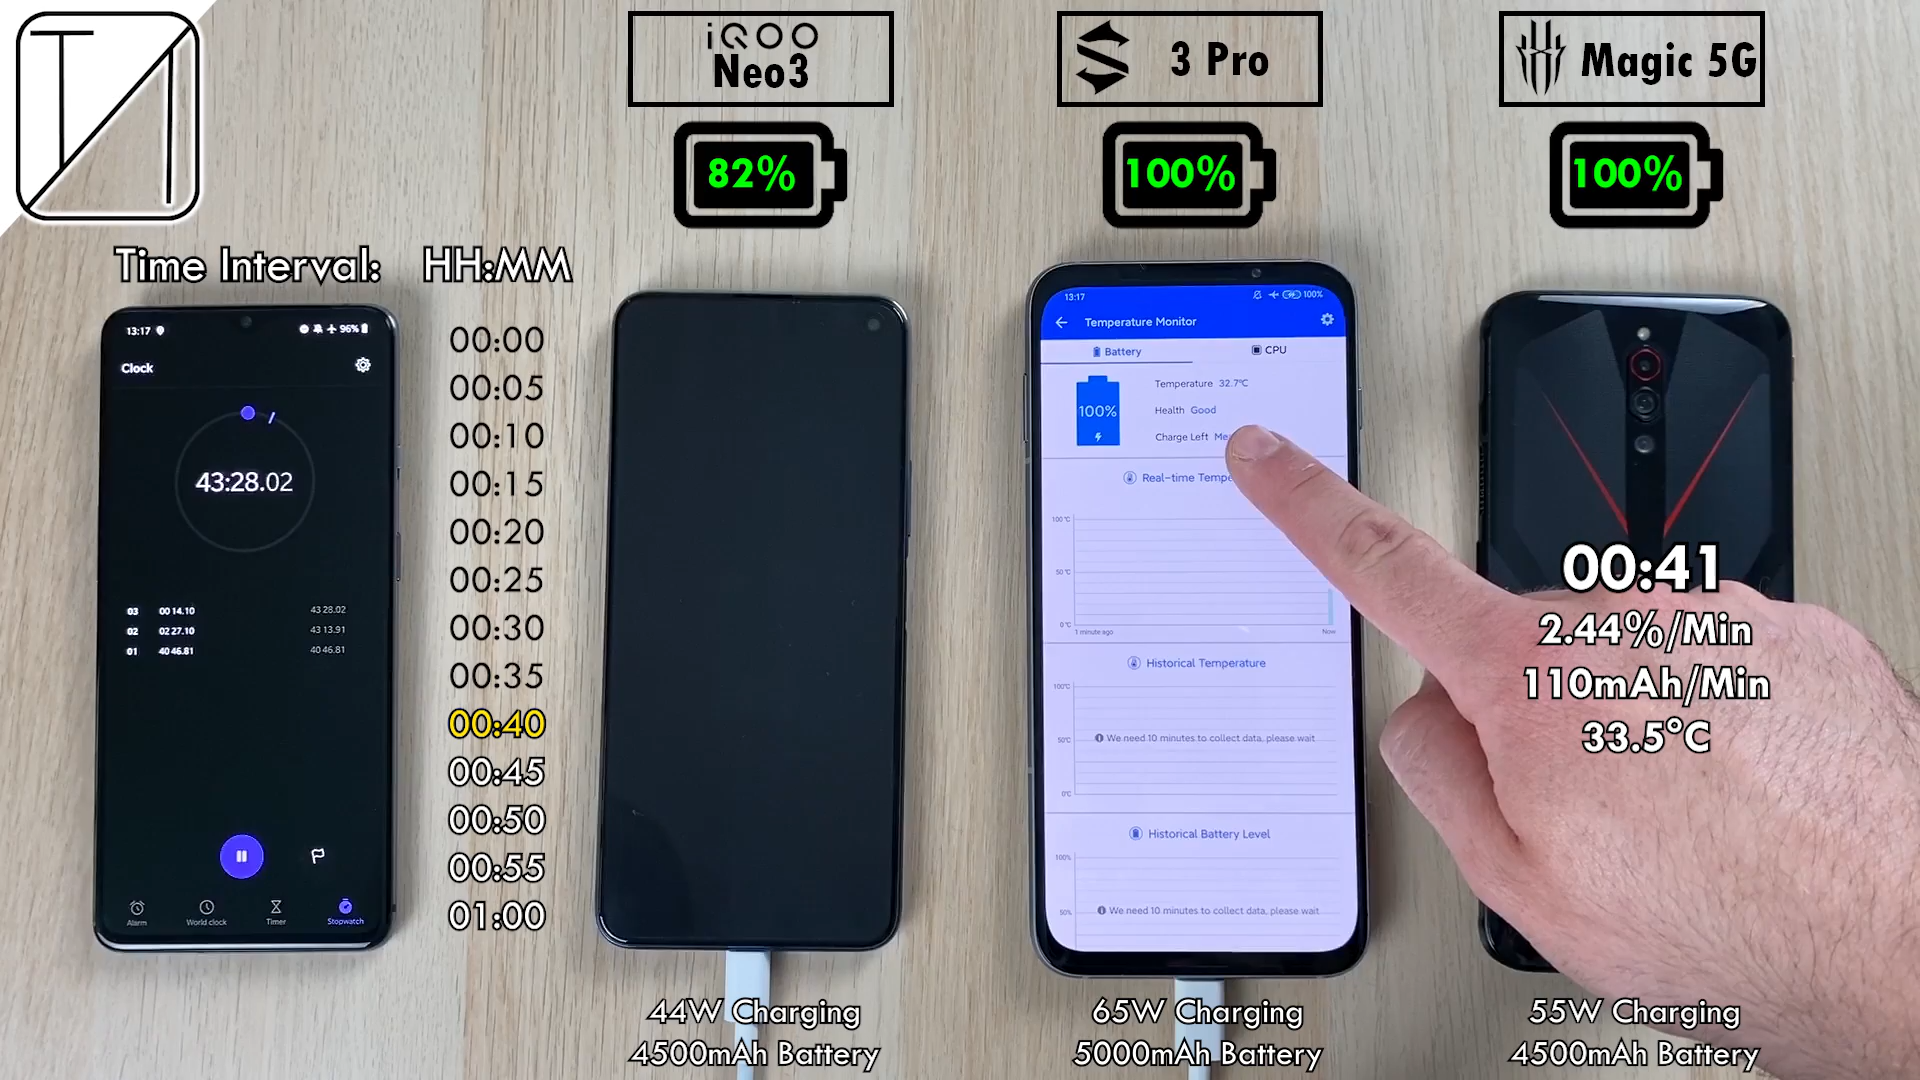 iQOO
Neo3
3 Pro
Magic 5G
82%
100%
100%
Time Interval:
HH:MM
00:00
00:05
00:10
00:15
00:20
00:25
00:30
00:35
00:40
00:45
00:50
00:55
01:00
13:17
96%
Clock
43:28.02
03 00 14.10 43 28.02
02 02 27.10 43 13.91
01 40 46.81 40 46.81
Alarm
World clock
Timer
Stopwatch
13:17
100%
Temperature Monitor
Battery
CPU
100%
Temperature 32.7°C
Health Good
Charge Left
Real-time
100°C
50°C
0°C
1 minute ago
Now
Historical Temperature
100°C
50°C
We need 10 minutes to collect data, please wait
0°C
Historical Battery Level
100%
50%
We need 10 minutes to collect data, please wait
00:41
2.44%/Min
110mAh/Min
33.5°C
44W Charging
4500mAh Battery
65W Charging
5000mAh Battery
55W Charging
4500mAh Battery